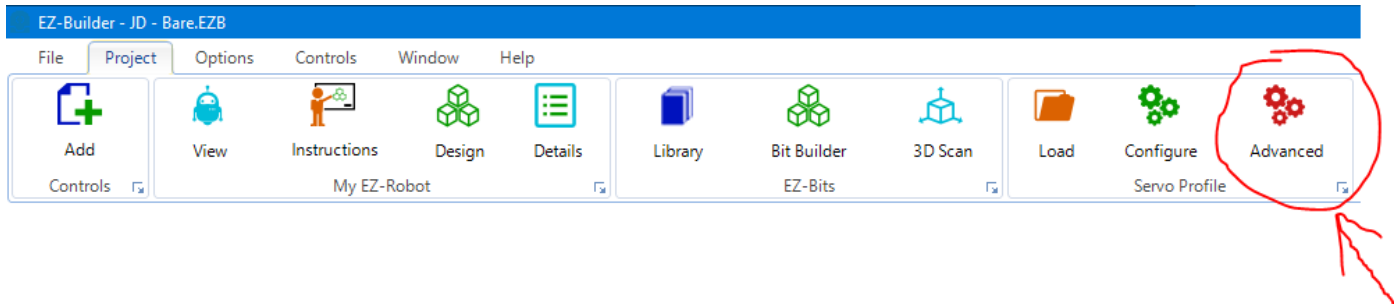 EZ-Builder - JD - Bare.EZB
File Project Options Controls Window Help
Add View Instructions Design Details Library Bit Builder 3D Scan Load Configure Advanced
Controls My EZ-Robot EZ-Bits Servo Profile